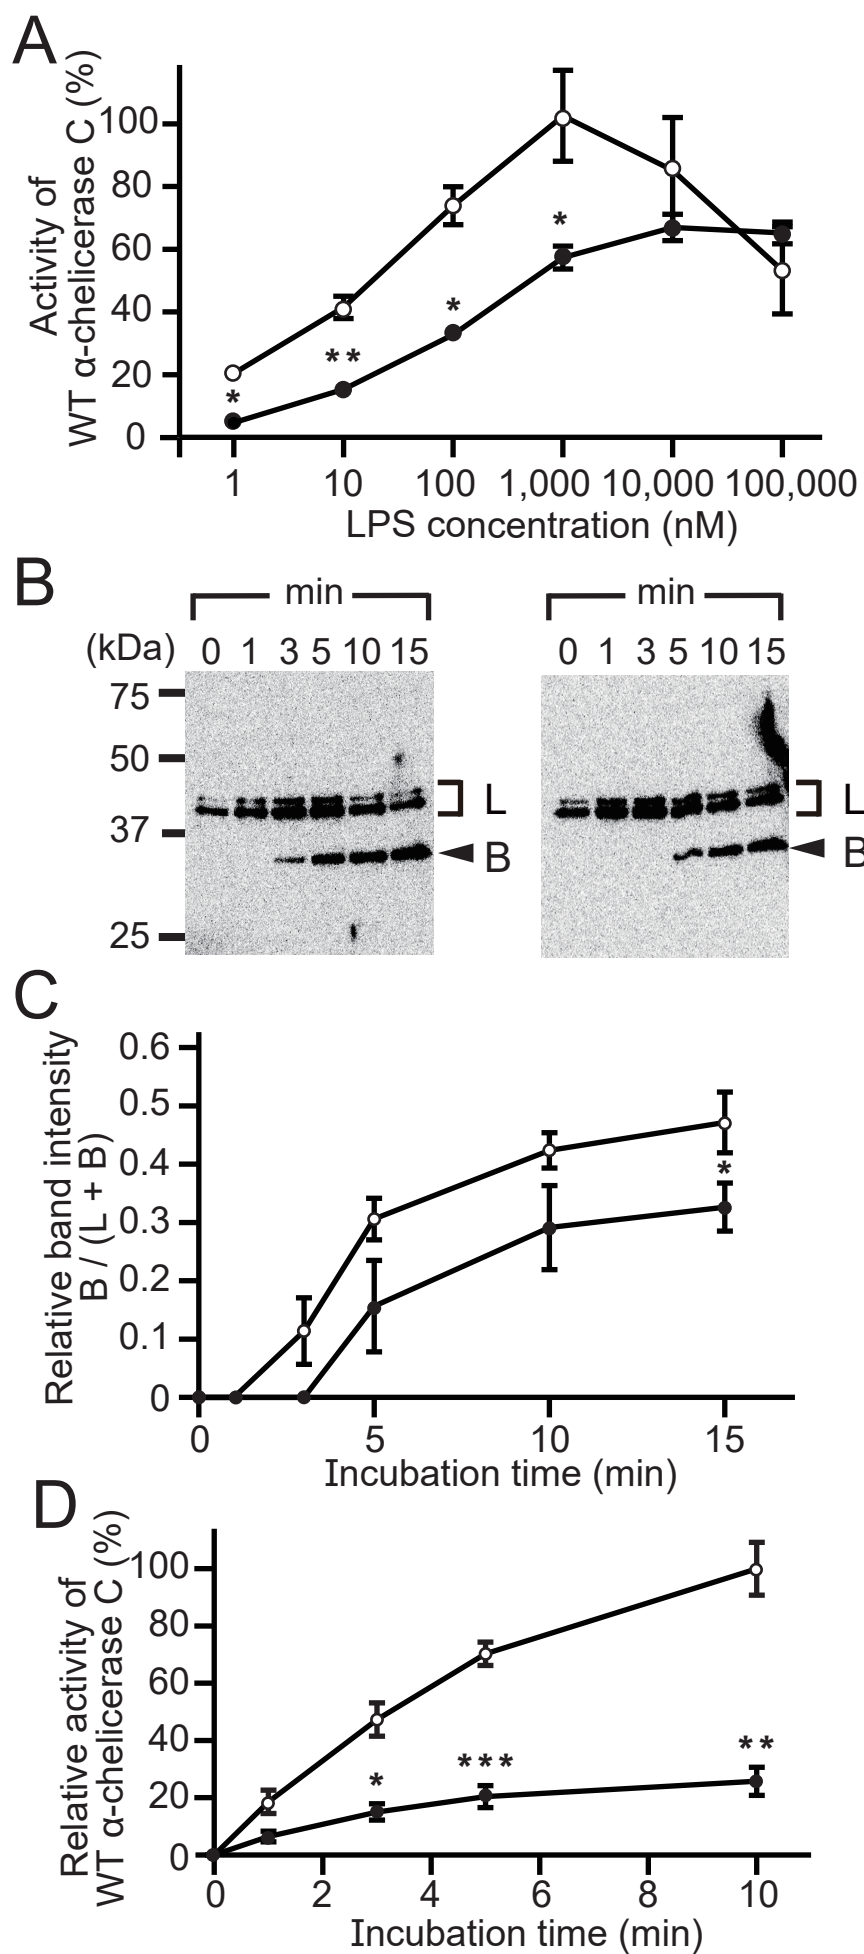 A
Activity of
WT α-chelicerase C (%)
100
80
60
40
20
0
*
**
*
*
1 10 100 1,000 10,000 100,000
LPS concentration (nM)
B
min
min
(kDa) 0 1 3 5 10 15
0 1 3 5 10 15
75
50
37
25
L
B
L
B
C
Relative band intensity
B / (L + B)
0.6
0.5
0.4
0.3
0.2
0.1
0
*
0 5 10 15
Incubation time (min)
D
Relative activity of
WT α-chelicerase C (%)
100
80
60
40
20
0
*
***
**
0 2 4 6 8 10
Incubation time (min)